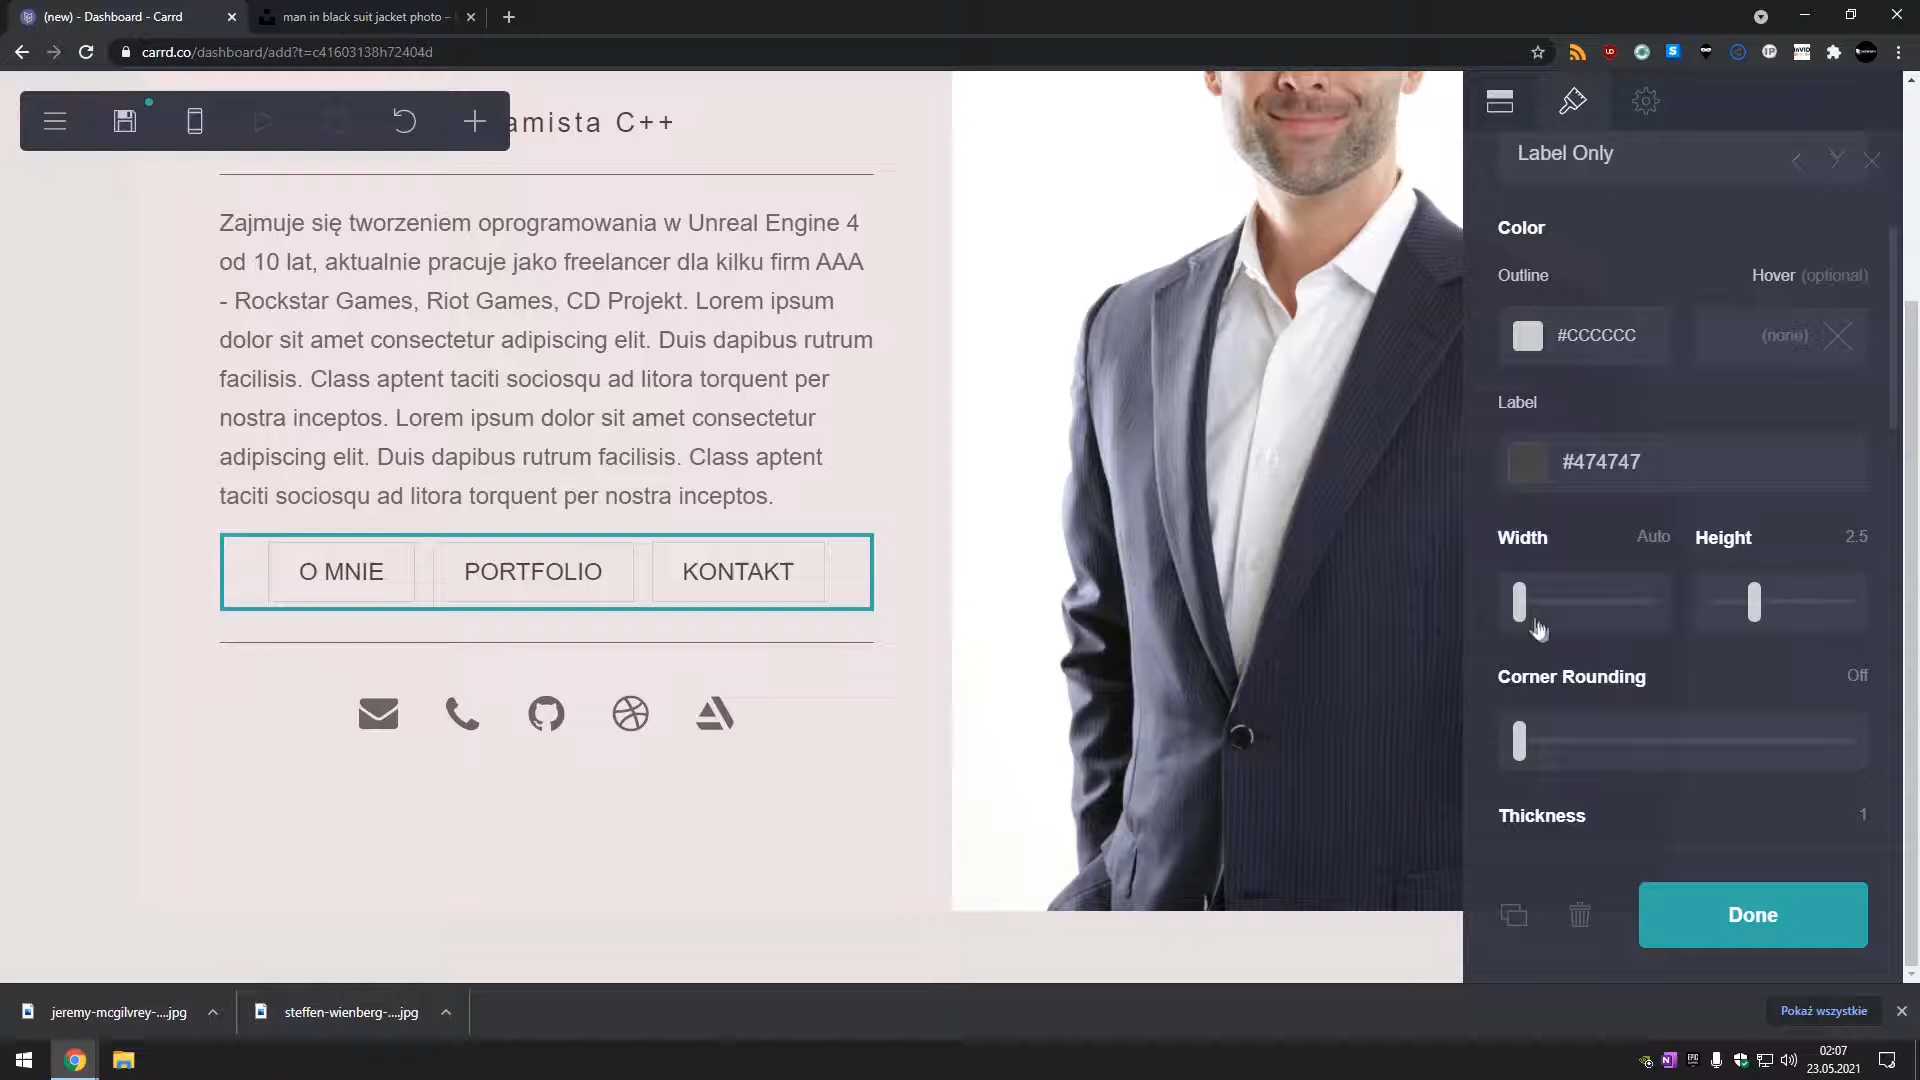 (new) - Dashboard - Carrd
man in black suit jacket photo –
carrd.co/dashboard/add?t=c41603138h72404d
amista C++
Zajmuje się tworzeniem oprogramowania w Unreal Engine 4
od 10 lat, aktualnie pracuje jako freelancer dla kilku firm AAA
- Rockstar Games, Riot Games, CD Projekt. Lorem ipsum
dolor sit amet consectetur adipiscing elit. Duis dapibus rutrum
facilisis. Class aptent taciti sociosqu ad litora torquent per
nostra inceptos. Lorem ipsum dolor sit amet consectetur
adipiscing elit. Duis dapibus rutrum facilisis. Class aptent
taciti sociosqu ad litora torquent per nostra inceptos.
O MNIE
PORTFOLIO
KONTAKT
Label Only
Color
Outline
Hover (optional)
#CCCCCC
(none)
Label
#474747
Width
Auto
Height
2.5
Corner Rounding
Off
Thickness
1
Done
jeremy-mcgilvrey-....jpg
steffen-wienberg-....jpg
Pokaż wszystkie
02:07
23.05.2021